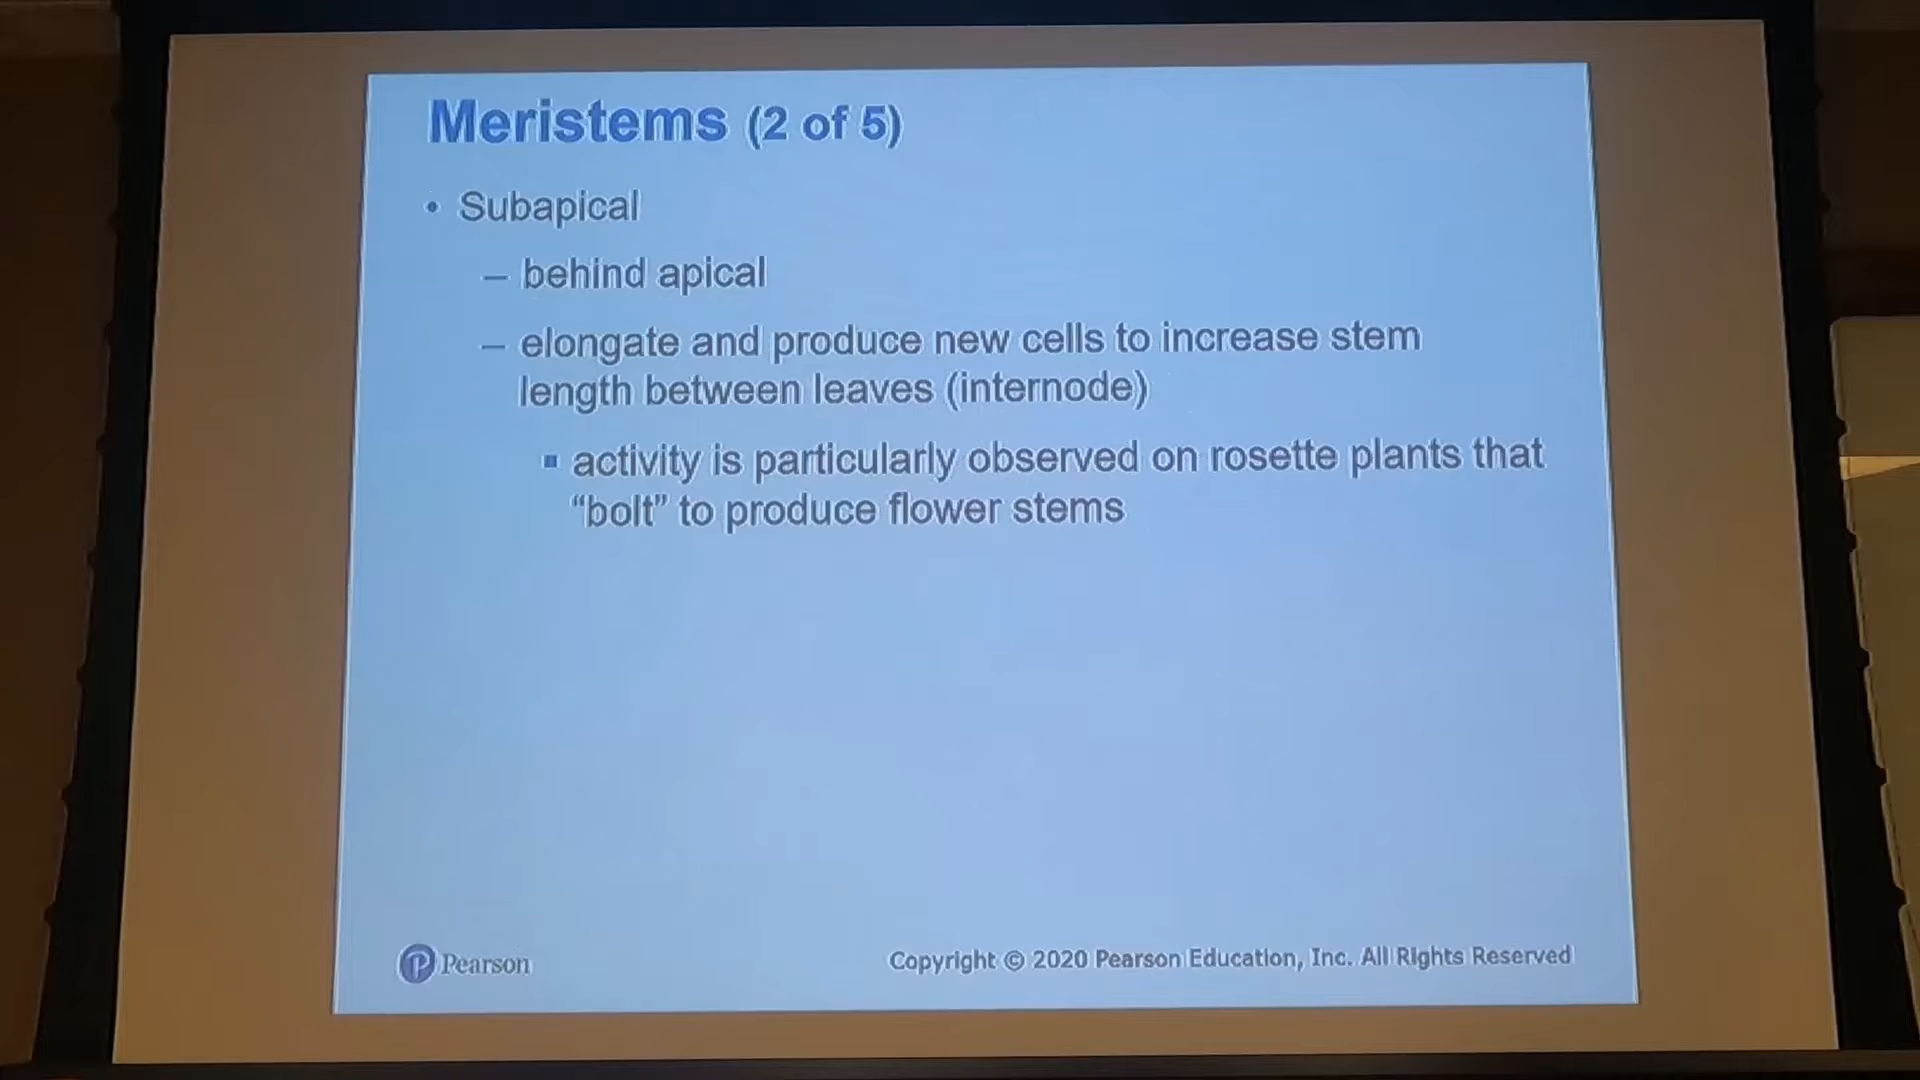 Meristems (2 of 5)
• Subapical
– behind apical
– elongate and produce new cells to increase stem
length between leaves (internode)
▪ activity is particularly observed on rosette plants that
“bolt” to produce flower stems
Pearson
Copyright © 2020 Pearson Education, Inc. All Rights Reserved